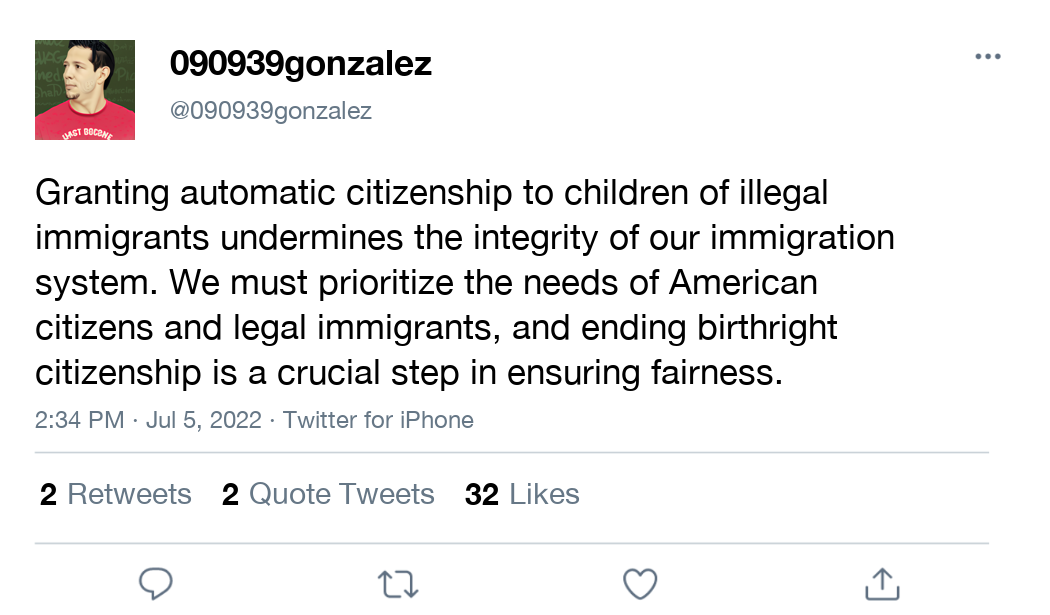 090939gonzalez
@090939gonzalez
Granting automatic citizenship to children of illegal
immigrants undermines the integrity of our immigration
system. We must prioritize the needs of American
citizens and legal immigrants, and ending birthright
citizenship is a crucial step in ensuring fairness.
2:34 PM · Jul 5, 2022 · Twitter for iPhone
2 Retweets 2 Quote Tweets 32 Likes